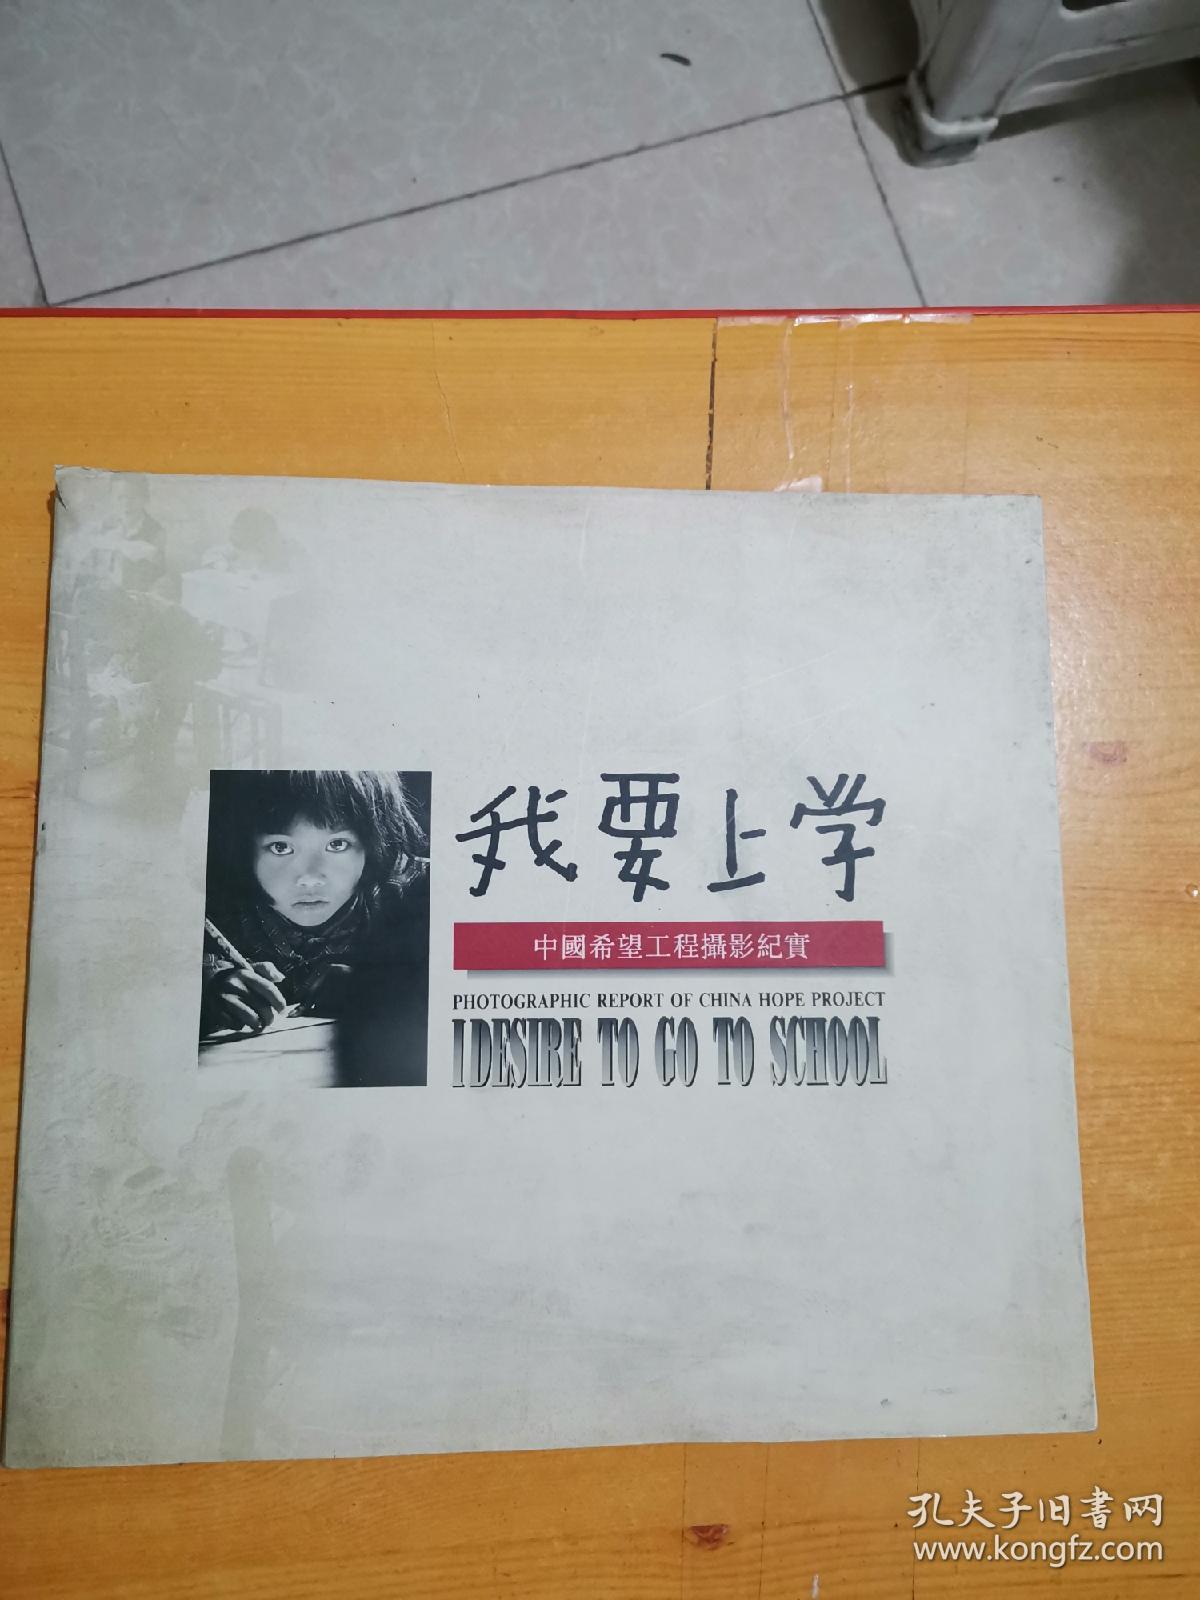 我要上学
中國希望工程攝影紀實
PHOTOGRAPHIC REPORT OF CHINA HOPE PROJECT
I DESIRE TO GO TO SCHOOL
孔夫子旧书网
www.kongfz.com